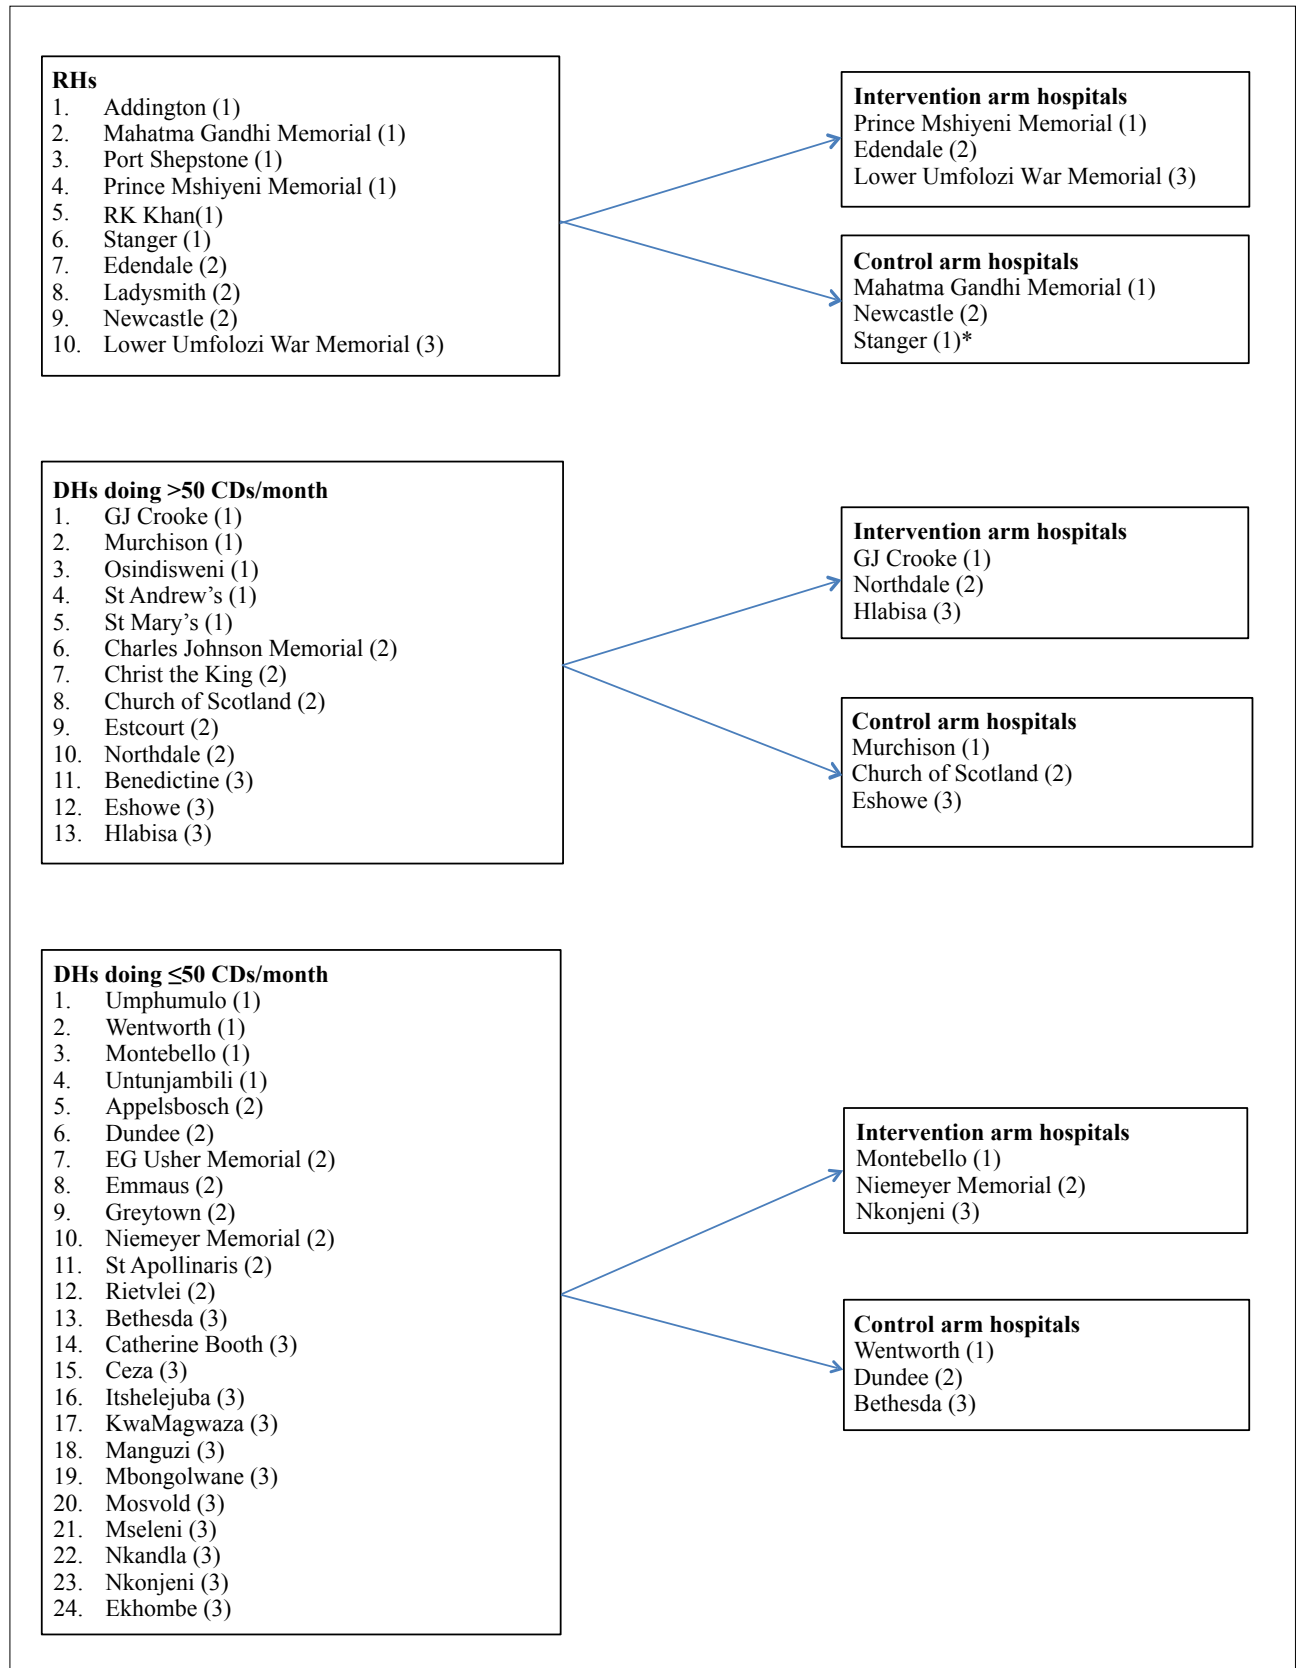 RHs
1. Addington (1)
2. Mahatma Gandhi Memorial (1)
3. Port Shepstone (1)
4. Prince Mshiyeni Memorial (1)
5. RK Khan(1)
6. Stanger (1)
7. Edendale (2)
8. Ladysmith (2)
9. Newcastle (2)
10. Lower Umfolozi War Memorial (3)
Intervention arm hospitals
Prince Mshiyeni Memorial (1)
Edendale (2)
Lower Umfolozi War Memorial (3)
Control arm hospitals
Mahatma Gandhi Memorial (1)
Newcastle (2)
Stanger (1)*
DHs doing >50 CDs/month
1. GJ Crooke (1)
2. Murchison (1)
3. Osindisweni (1)
4. St Andrew’s (1)
5. St Mary’s (1)
6. Charles Johnson Memorial (2)
7. Christ the King (2)
8. Church of Scotland (2)
9. Estcourt (2)
10. Northdale (2)
11. Benedictine (3)
12. Eshowe (3)
13. Hlabisa (3)
Intervention arm hospitals
GJ Crooke (1)
Northdale (2)
Hlabisa (3)
Control arm hospitals
Murchison (1)
Church of Scotland (2)
Eshowe (3)
DHs doing ≤50 CDs/month
1. Umphumulo (1)
2. Wentworth (1)
3. Montebello (1)
4. Untunjambili (1)
5. Appelsbosch (2)
6. Dundee (2)
7. EG Usher Memorial (2)
8. Emmaus (2)
9. Greytown (2)
10. Niemeyer Memorial (2)
11. St Apollinaris (2)
12. Rietvlei (2)
13. Bethesda (3)
14. Catherine Booth (3)
15. Ceza (3)
16. Itshelejuba (3)
17. KwaMagwaza (3)
18. Manguzi (3)
19. Mbongolwane (3)
20. Mosvold (3)
21. Mseleni (3)
22. Nkandla (3)
23. Nkonjeni (3)
24. Ekhombe (3)
Intervention arm hospitals
Montebello (1)
Niemeyer Memorial (2)
Nkonjeni (3)
Control arm hospitals
Wentworth (1)
Dundee (2)
Bethesda (3)